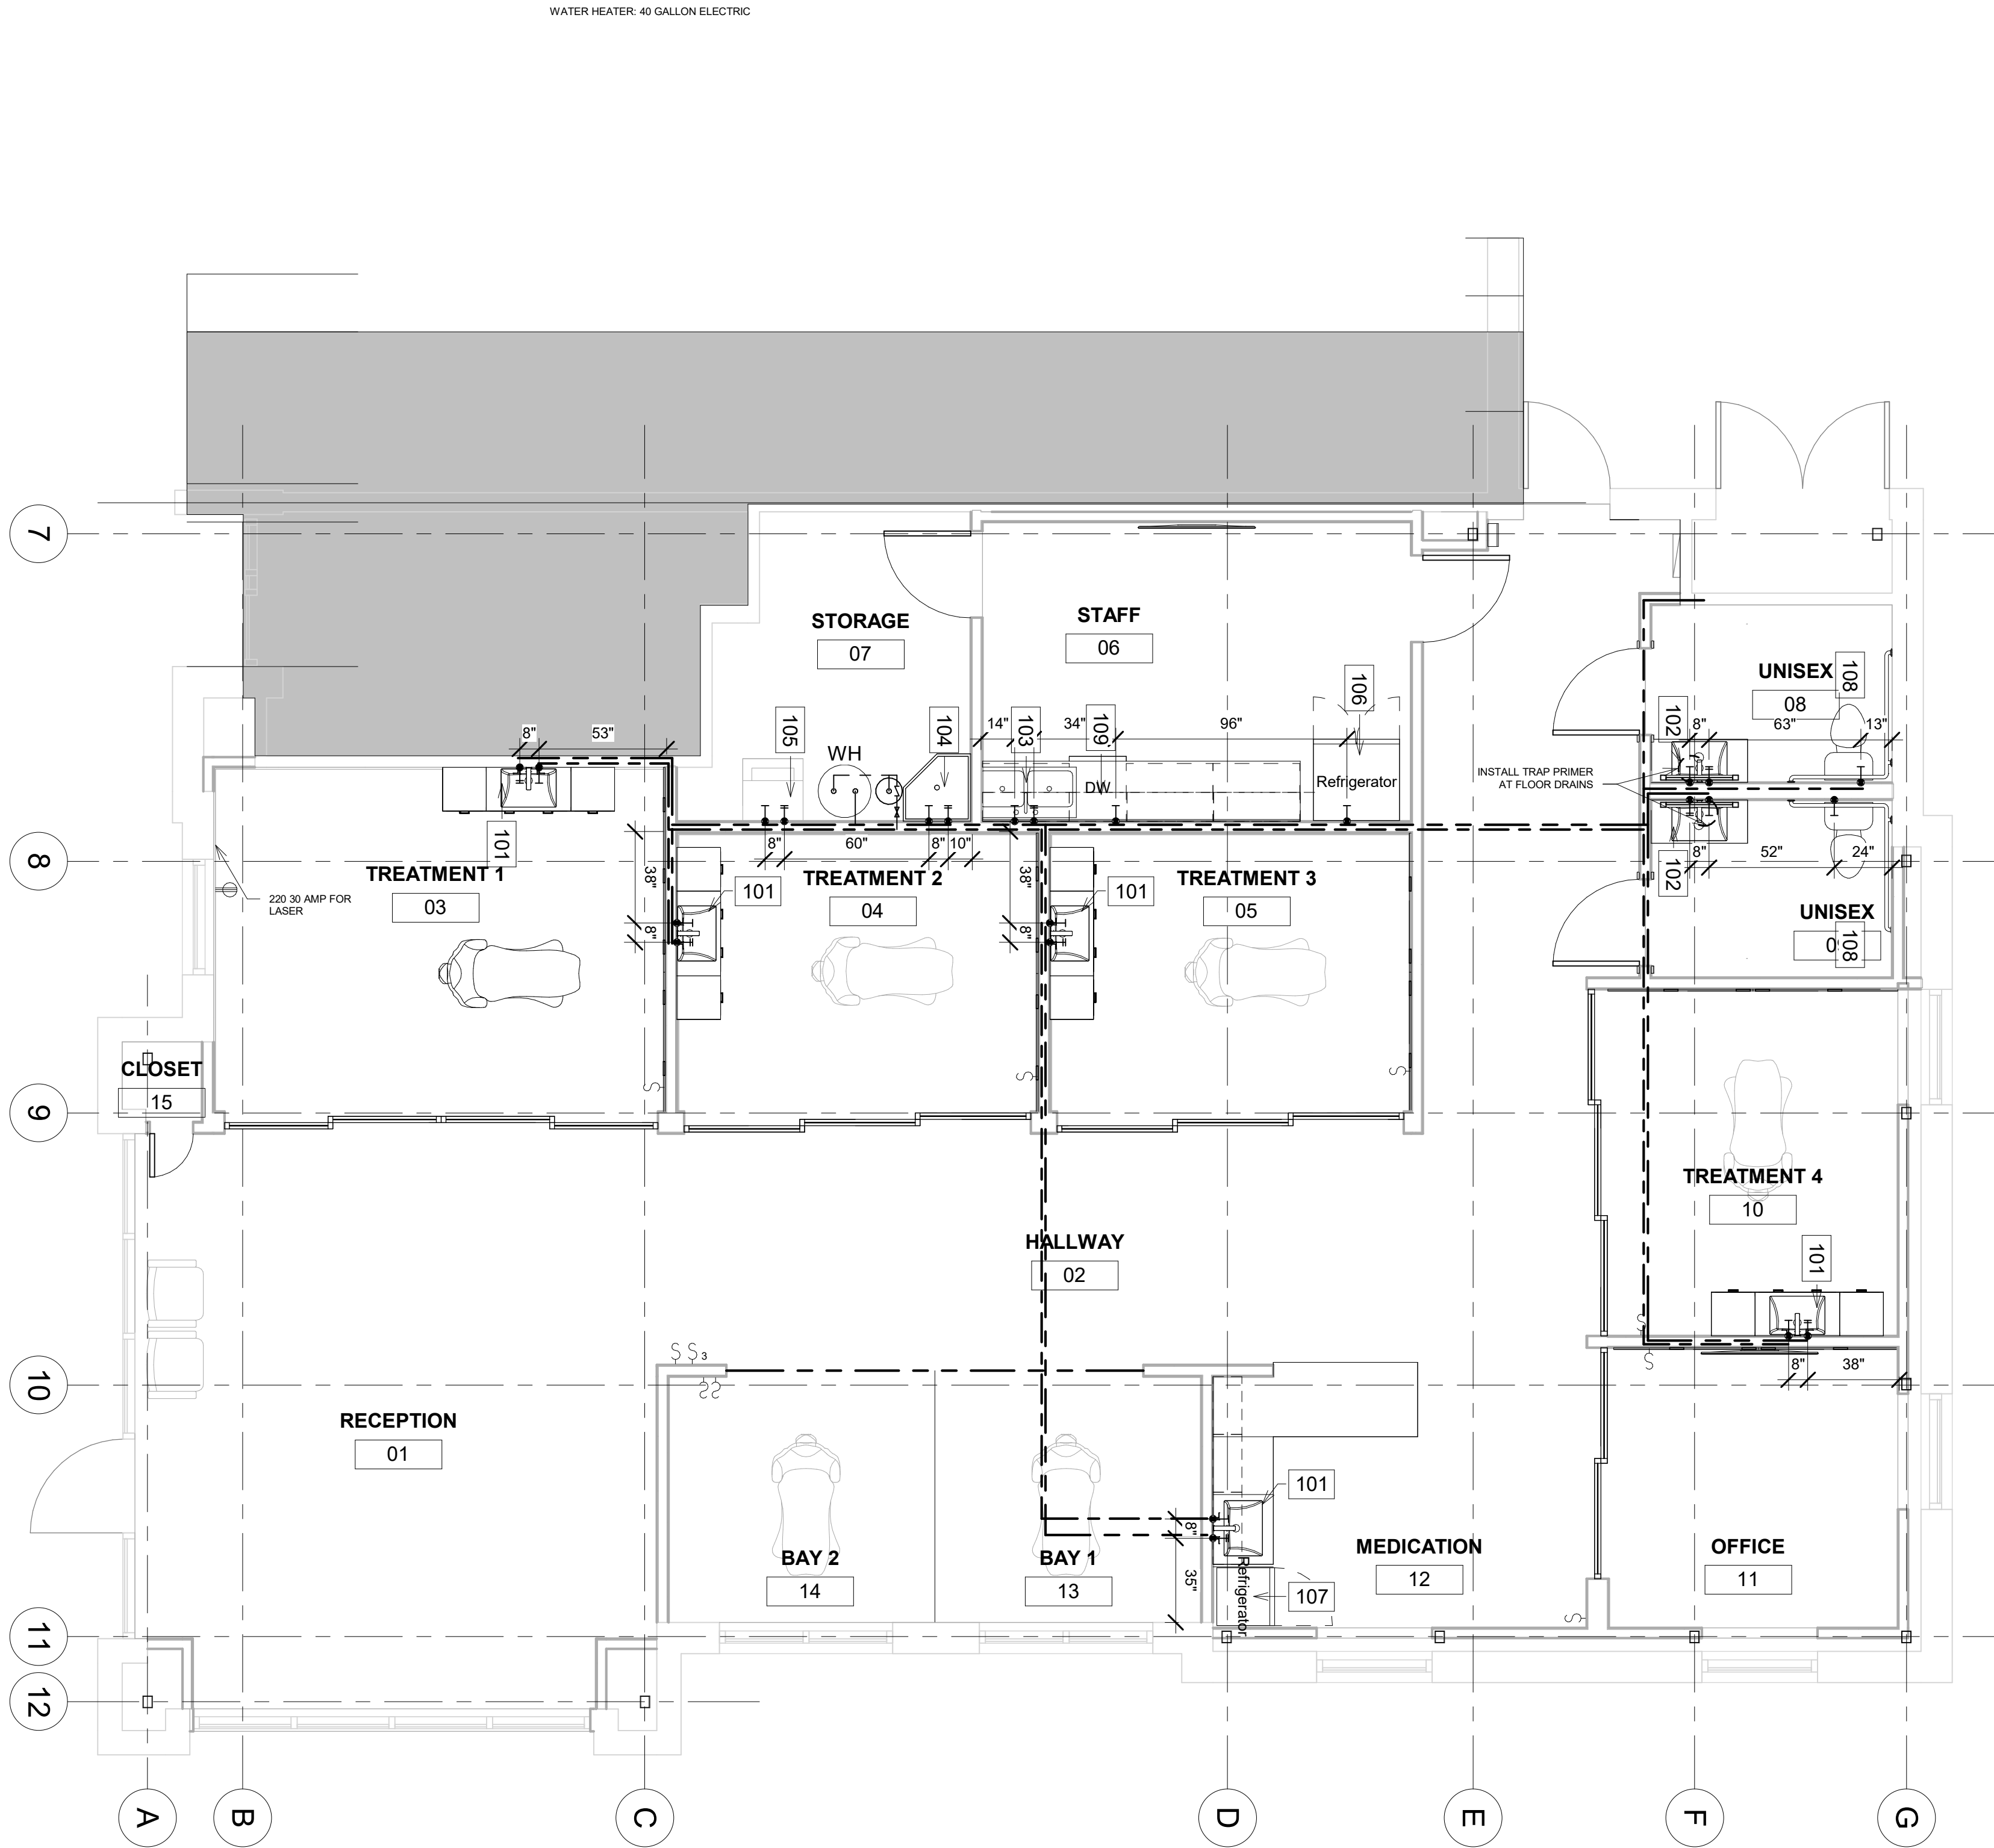 WATER HEATER: 40 GALLON ELECTRIC
7
STORAGE
07
STAFF
06
UNISEX
08
108
106
105
WH
104
14"
103
34"
109
96"
102
8"
63"
13"
8"
53"
DW
Refrigerator
INSTALL TRAP PRIMER
AT FLOOR DRAINS
101
8
8"
60"
8"
10"
38"
38"
8"
52"
24"
102
TREATMENT 1
03
220 30 AMP FOR
LASER
101
TREATMENT 2
04
101
TREATMENT 3
05
8"
8"
UNISEX
108
CLOSET
15
9
S
S
S
TREATMENT 4
10
HALLWAY
02
101
S
S
S S 3
S S
8"
38"
10
RECEPTION
01
101
8"
35"
BAY 2
14
BAY 1
13
MEDICATION
12
OFFICE
11
Refrigerator
107
S
11
12
A
B
C
D
E
F
G